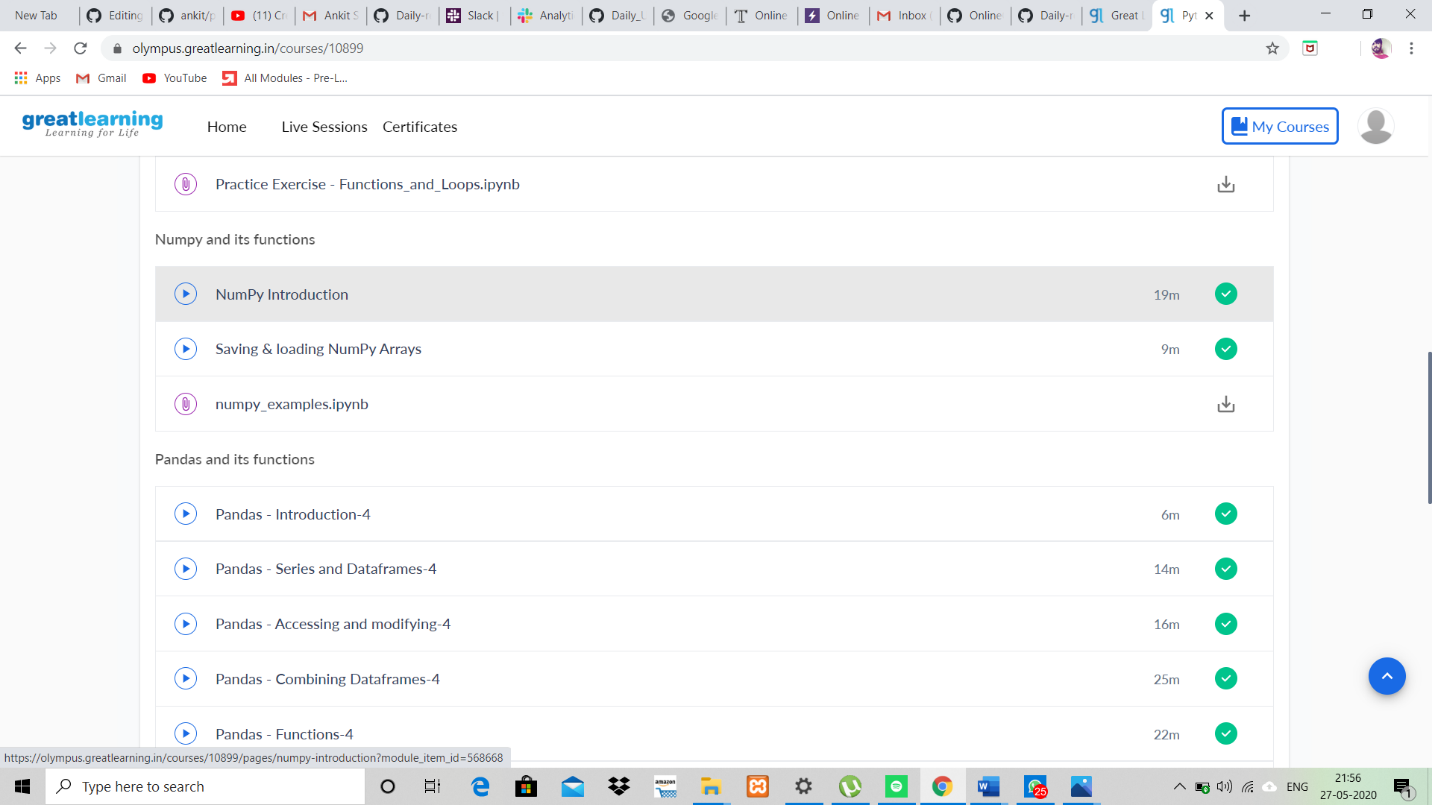 New Tab Editing ankit/p (11) Cr Ankit S Daily-r Slack | Analyti Daily_U Google Online Online Inbox ( Online Daily-r Great Pyt
olympus.greatlearning.in/courses/10899
Apps Gmail YouTube All Modules - Pre-L...
greatlearning
Learning for Life
Home Live Sessions Certificates My Courses
Practice Exercise - Functions_and_Loops.ipynb
Numpy and its functions
NumPy Introduction 19m
Saving & loading NumPy Arrays 9m
numpy_examples.ipynb
Pandas and its functions
Pandas - Introduction-4 6m
Pandas - Series and Dataframes-4 14m
Pandas - Accessing and modifying-4 16m
Pandas - Combining Dataframes-4 25m
Pandas - Functions-4 22m
https://olympus.greatlearning.in/courses/10899/pages/numpy-introduction?module_item_id=568668
Type here to search amazon 25 ENG 21:56
27-05-2020 1